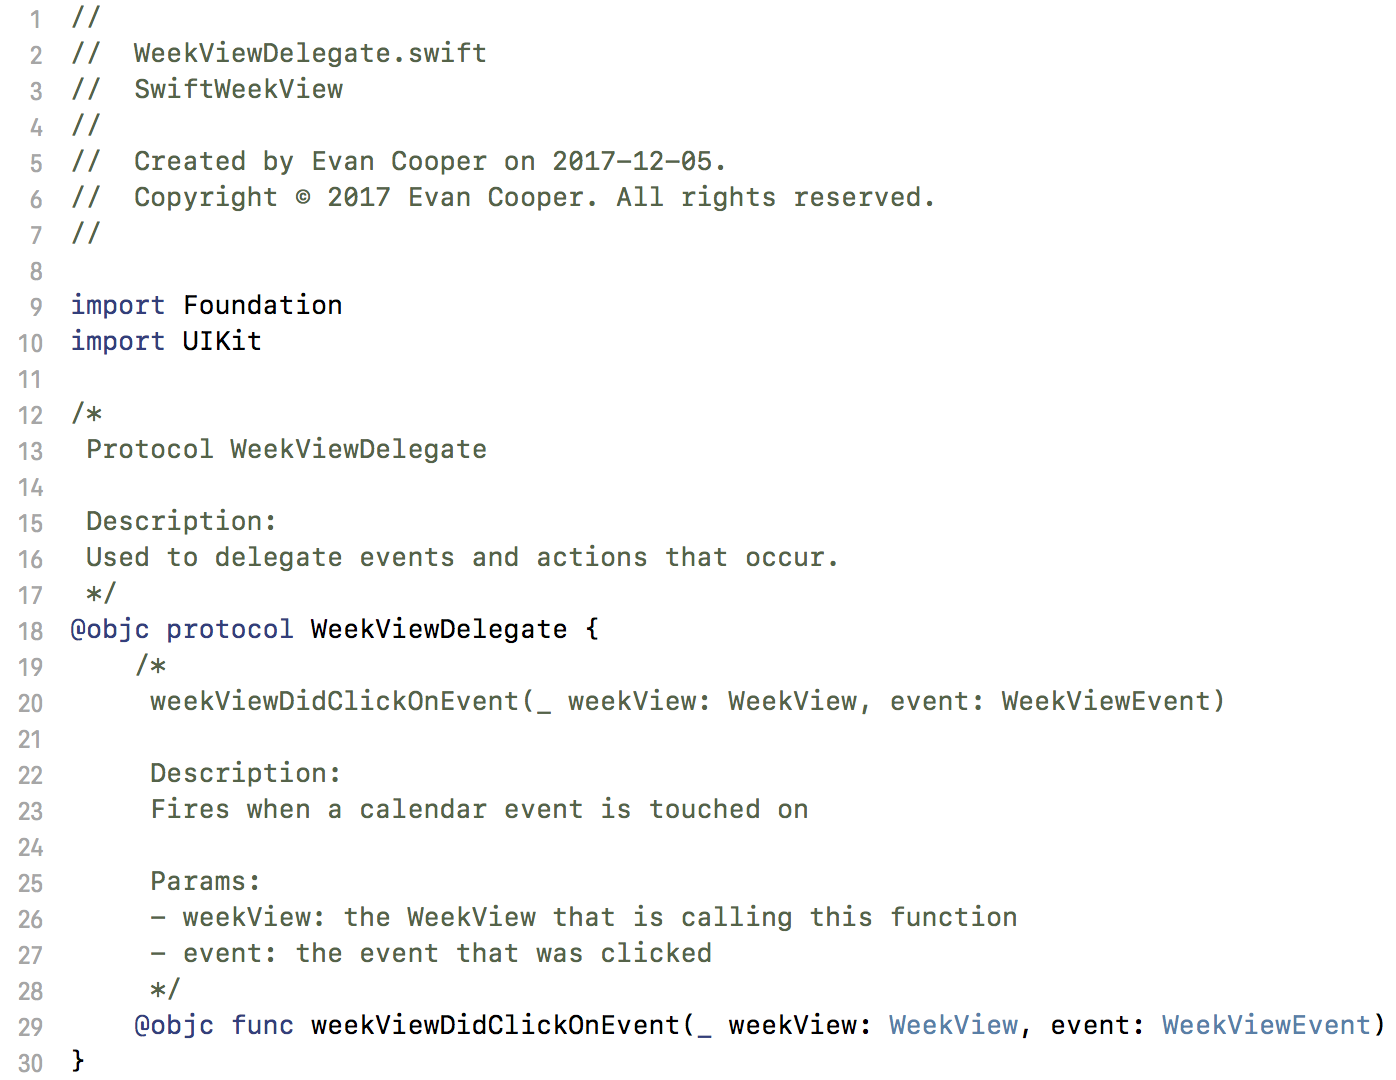 1 //
2 //  WeekViewDelegate.swift
3 //  SwiftWeekView
4 //
5 //  Created by Evan Cooper on 2017-12-05.
6 //  Copyright © 2017 Evan Cooper. All rights reserved.
7 //
8
9 import Foundation
10 import UIKit
11
12 /*
13  Protocol WeekViewDelegate
14
15  Description:
16  Used to delegate events and actions that occur.
17  */
18 @objc protocol WeekViewDelegate {
19     /*
20      weekViewDidClickOnEvent(_ weekView: WeekView, event: WeekViewEvent)
21
22      Description:
23      Fires when a calendar event is touched on
24
25      Params:
26      - weekView: the WeekView that is calling this function
27      - event: the event that was clicked
28      */
29     @objc func weekViewDidClickOnEvent(_ weekView: WeekView, event: WeekViewEvent)
30 }